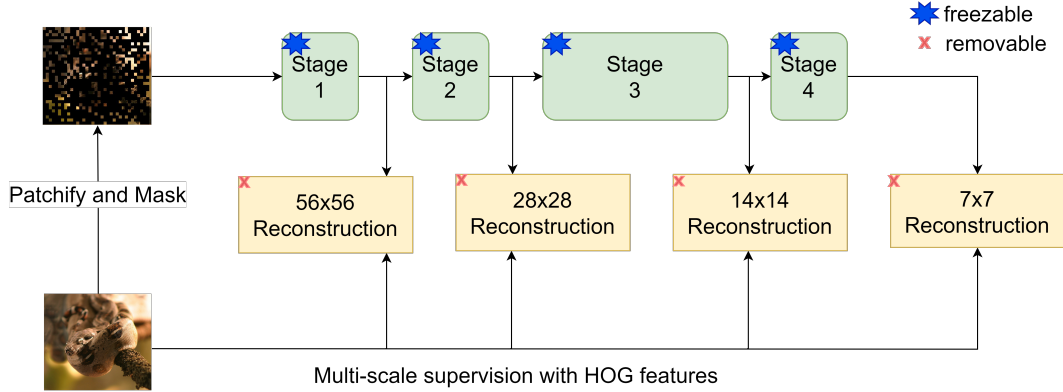 freezable
x removable
Stage
1
Stage
2
Stage
3
Stage
4
Patchify and Mask
x
56x56
Reconstruction
x
28x28
Reconstruction
x
14x14
Reconstruction
x
7x7
Reconstruction
Multi-scale supervision with HOG features